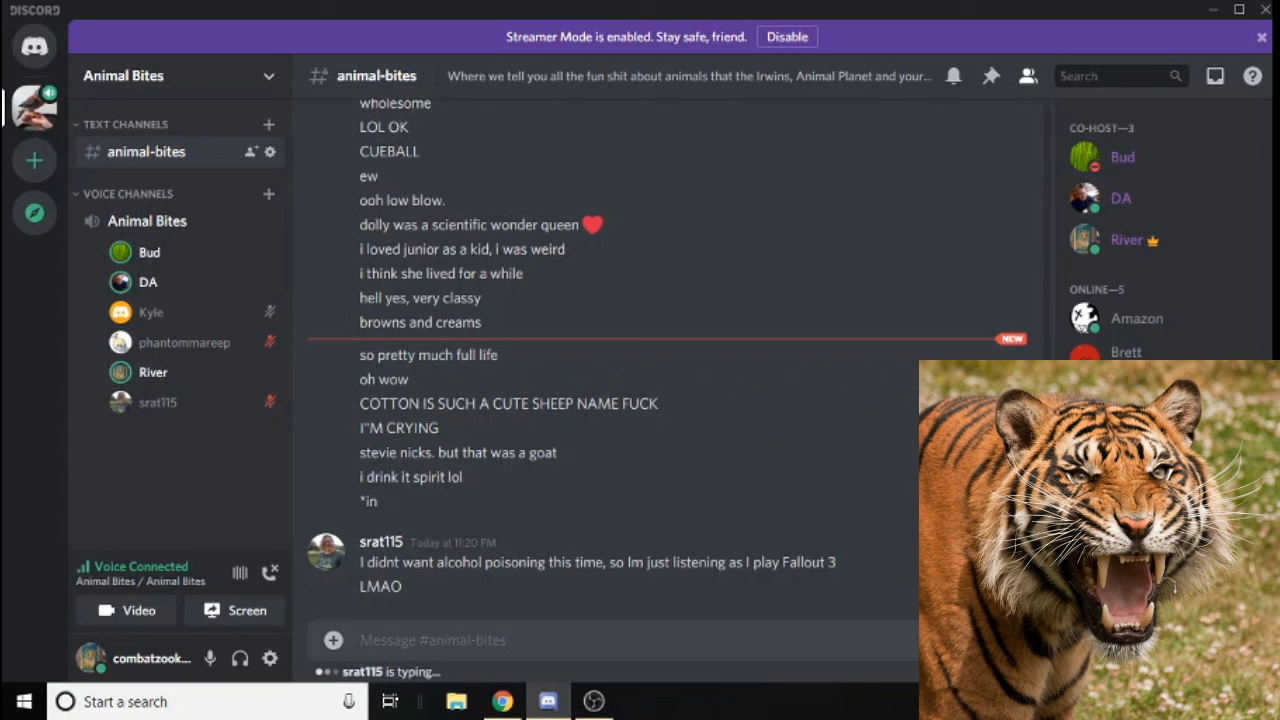 DISCORD
Streamer Mode is enabled. Stay safe, friend. Disable
Animal Bites
animal-bites
Where we tell you all the fun shit about animals that the Irwins, Animal Planet and your...
Search
TEXT CHANNELS
animal-bites
VOICE CHANNELS
Animal Bites
Bud
DA
Kyle
phantommareep
River
srat115
Voice Connected
Animal Bites / Animal Bites
Video
Screen
combatzook...
wholesome
LOL OK
CUEBALL
ew
ooh low blow.
dolly was a scientific wonder queen
i loved junior as a kid, i was weird
i think she lived for a while
hell yes, very classy
browns and creams
NEW
so pretty much full life
oh wow
COTTON IS SUCH A CUTE SHEEP NAME FUCK
I"M CRYING
stevie nicks. but that was a goat
i drink it spirit lol
*in
srat115 Today at 11:20 PM
I didnt want alcohol poisoning this time, so Im just listening as I play Fallout 3
LMAO
Message #animal-bites
srat115 is typing...
CO-HOST—3
Bud
DA
River
ONLINE—5
Amazon
Brett
Start a search